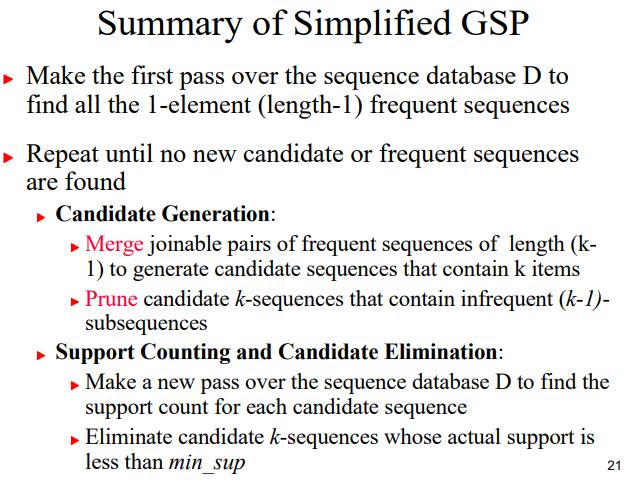 Summary of Simplified GSP
Make the first pass over the sequence database D to
find all the 1-element (length-1) frequent sequences
Repeat until no new candidate or frequent sequences
are found
Candidate Generation:
Merge joinable pairs of frequent sequences of length (k-
1) to generate candidate sequences that contain k items
Prune candidate k-sequences that contain infrequent (k-1)-
subsequences
Support Counting and Candidate Elimination:
Make a new pass over the sequence database D to find the
support count for each candidate sequence
Eliminate candidate k-sequences whose actual support is
less than min_sup
21